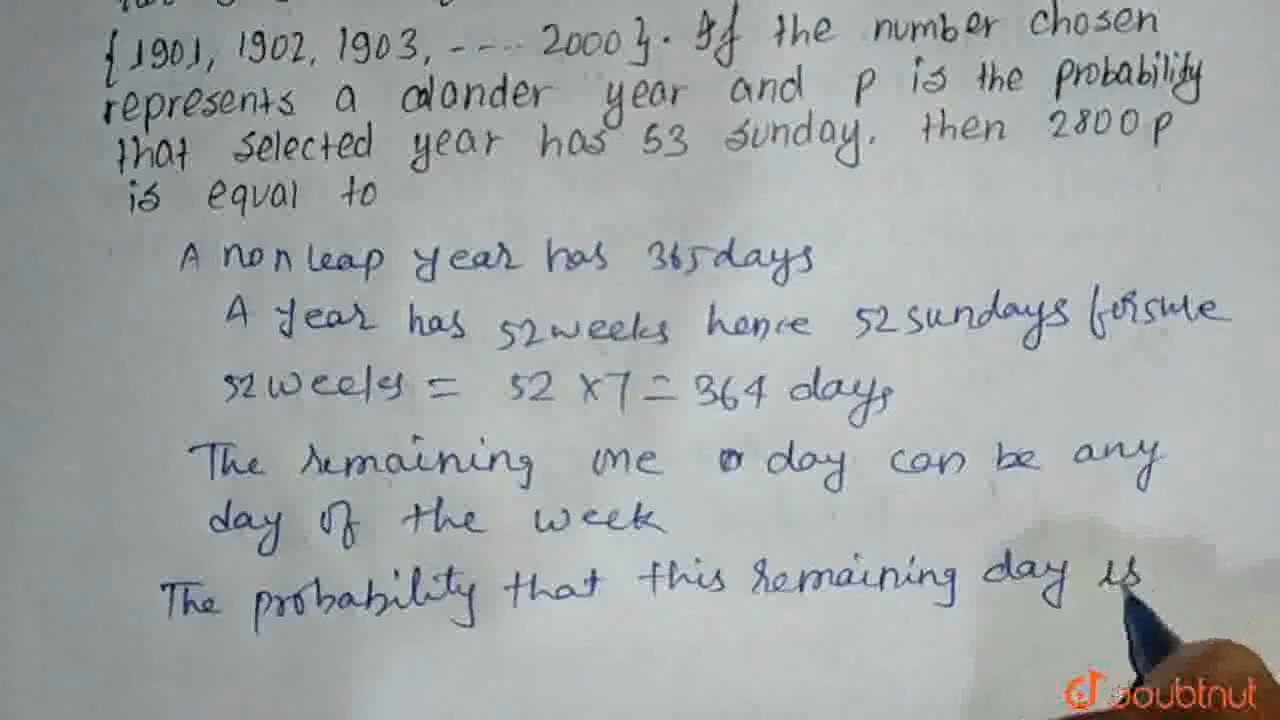 {1901, 1902, 1903, ---- 2000}. If the number chosen
represents a calander year and p is the probability
that selected year has 53 sunday. then 2800p
is equal to
A non leap year has 365 days
A year has 52 weeks hence 52 sundays for sure
52 weeks = 52 x 7 = 364 days
The remaining one day can be any
day of the week
The probability that this remaining day is
doubtnut